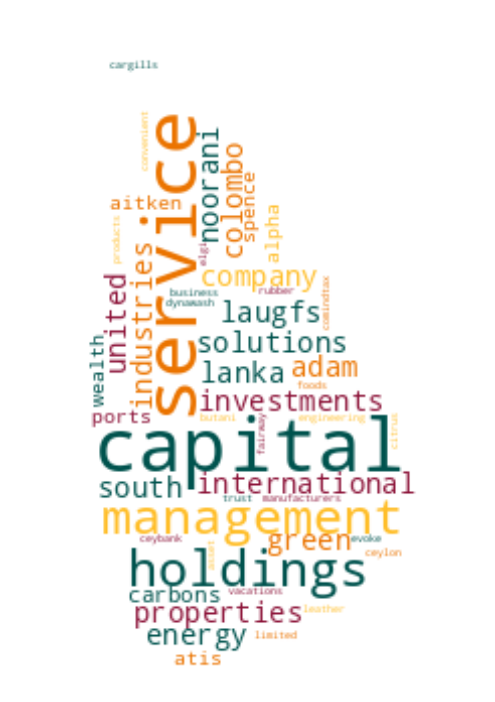 cargills
convenient
service
noorani
colombo
spence
aitken
alpha
products
industries
elgi
company
united
business
rubber
dynawash
comindtax
laugfs
wealth
solutions
lanka
adam
foods
investments
ports
butani
fairway
engineering
citrus
capital
south
international
trust
manufacturers
management
ceybank
green
evoke
asset
ceylon
holdings
carbons
vacations
properties
leather
energy
limited
atis